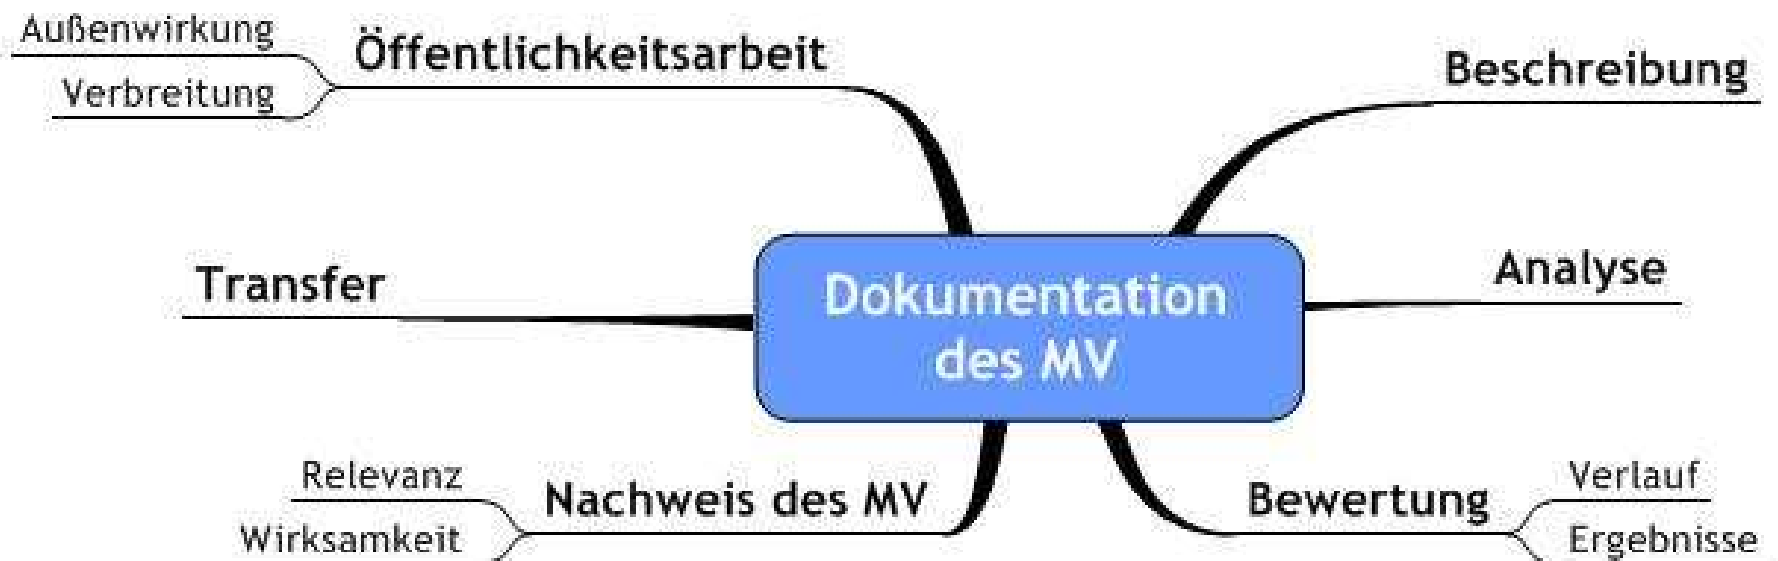 Außenwirkung
Verbreitung
Öffentlichkeitsarbeit
Beschreibung
Transfer
Dokumentation
des MV
Analyse
Relevanz
Wirksamkeit
Nachweis des MV
Bewertung
Verlauf
Ergebnisse